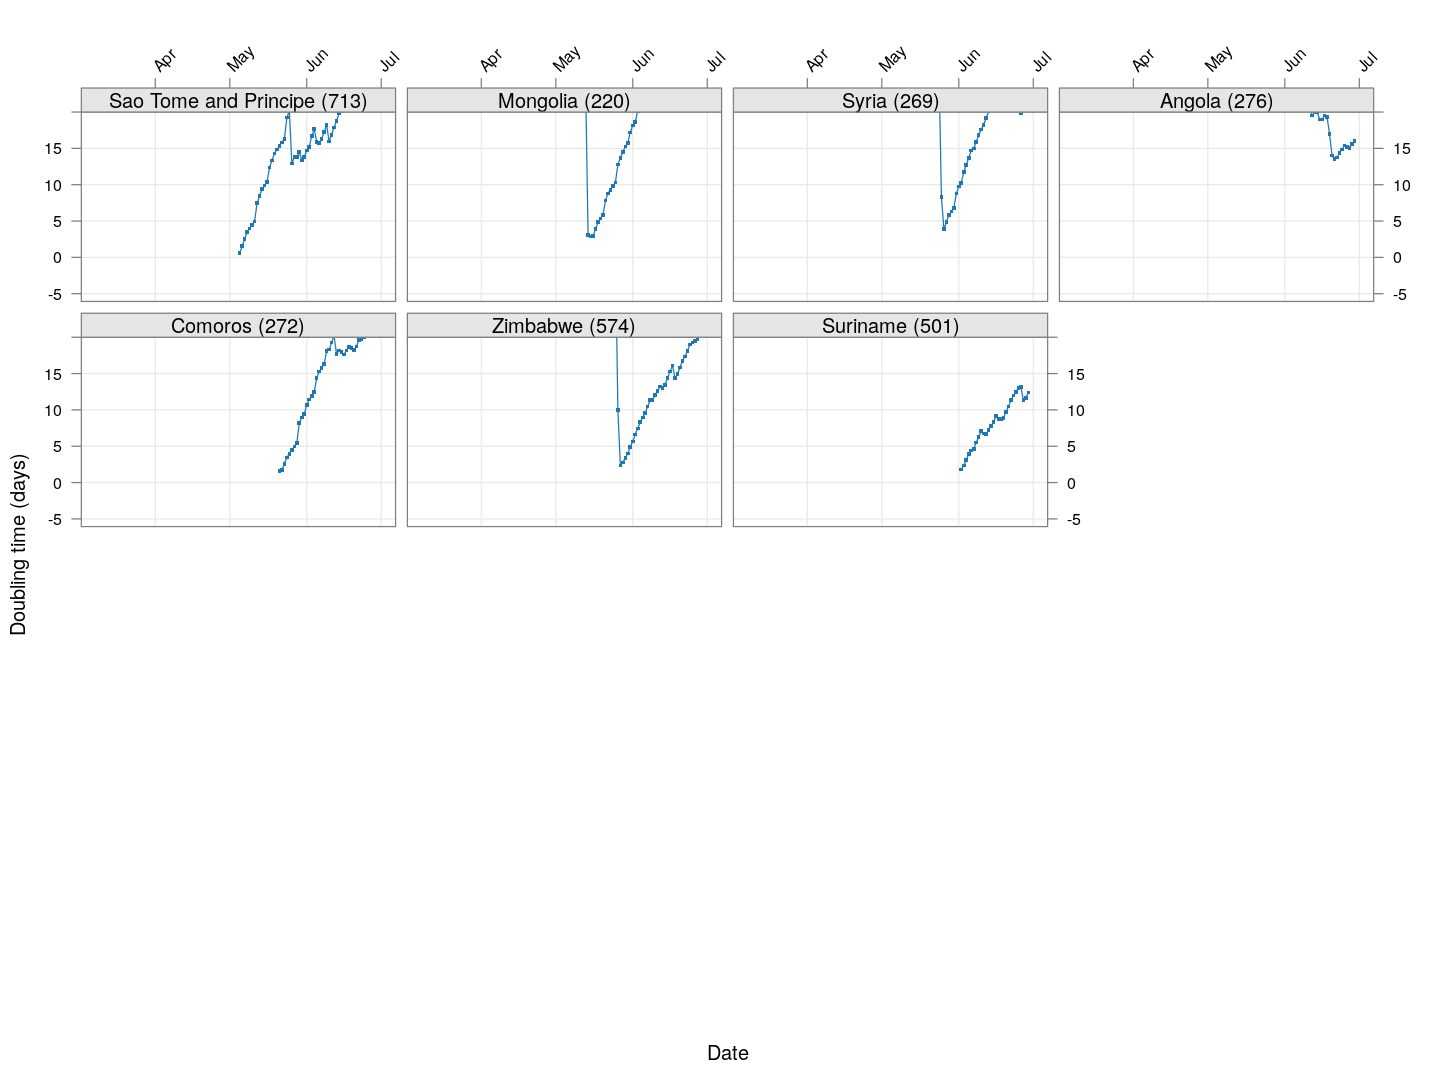 Apr May Jun Jul Apr May Jun Jul Apr May Jun Jul Apr May Jun Jul
Sao Tome and Principe (713) Mongolia (220) Syria (269) Angola (276)
15 15
10 10
5 5
0 0
-5 -5
Comoros (272) Zimbabwe (574) Suriname (501)
15 15
10 10
5 5
0 0
-5 -5
Doubling time (days)
Date